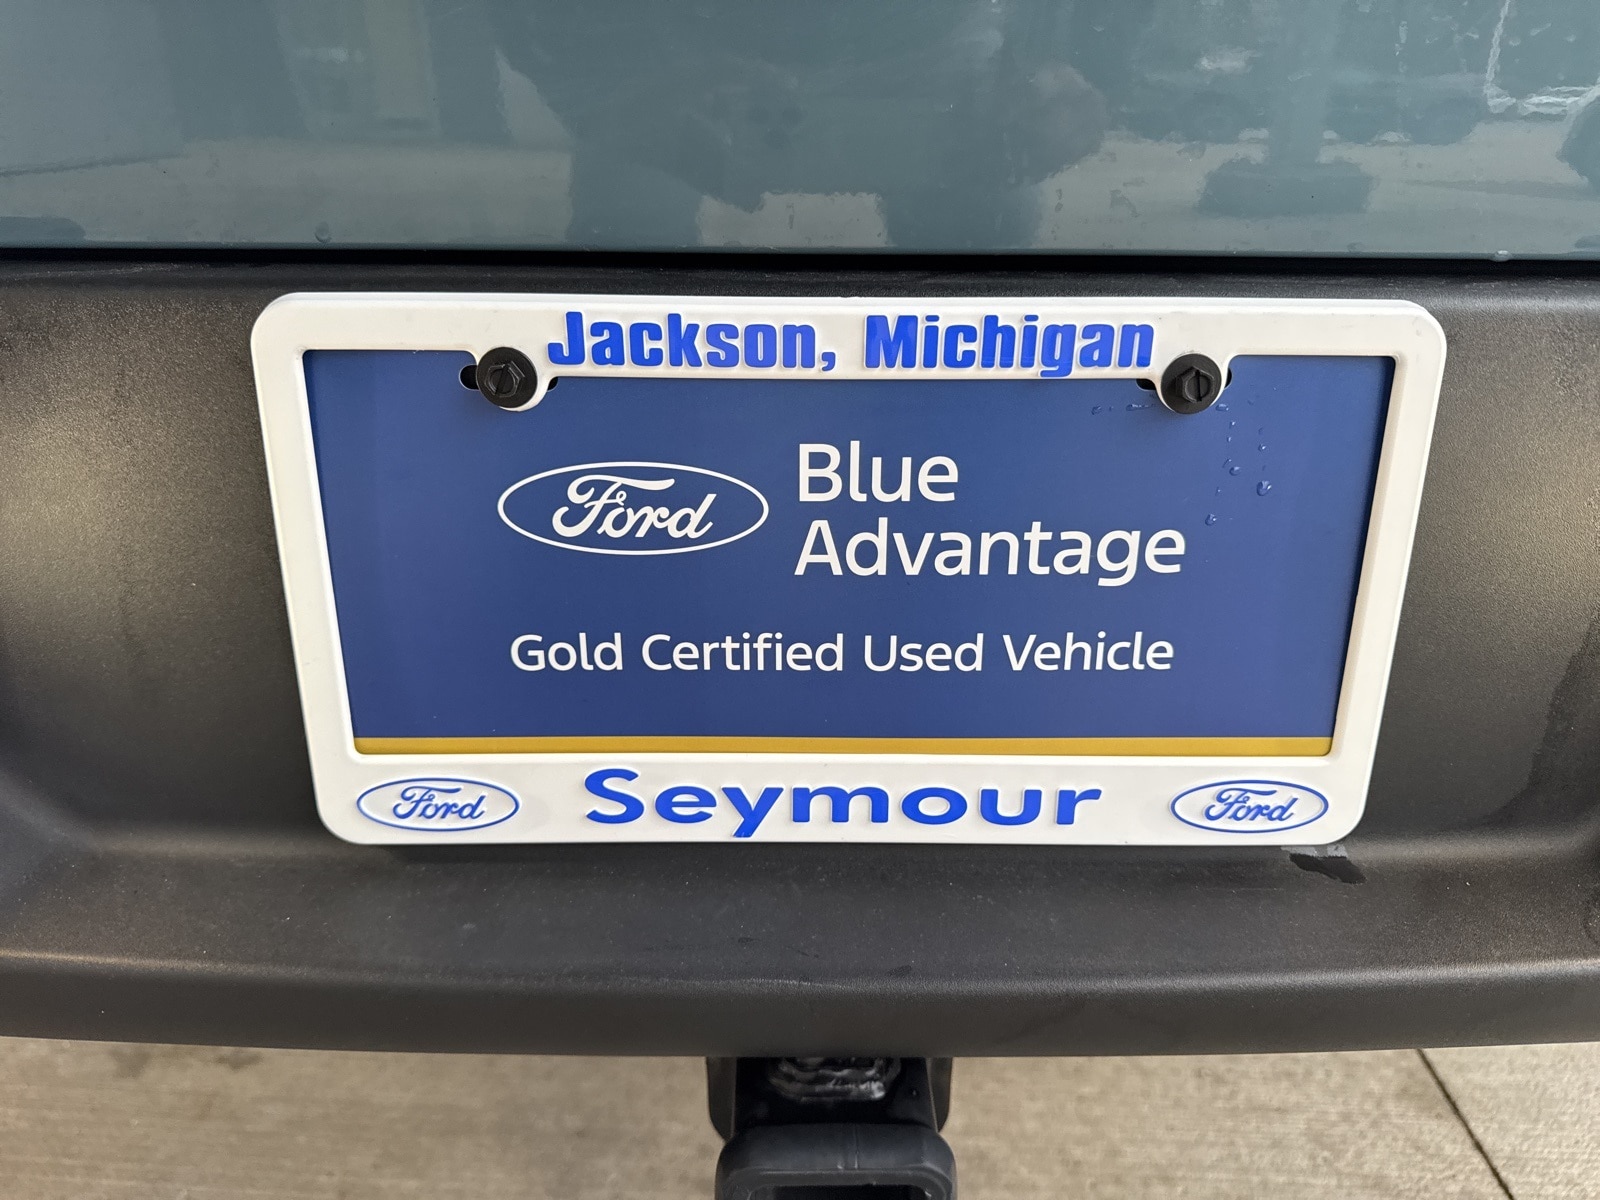 Jackson, Michigan
Ford
Blue
Advantage
Gold Certified Used Vehicle
Ford Seymour Ford